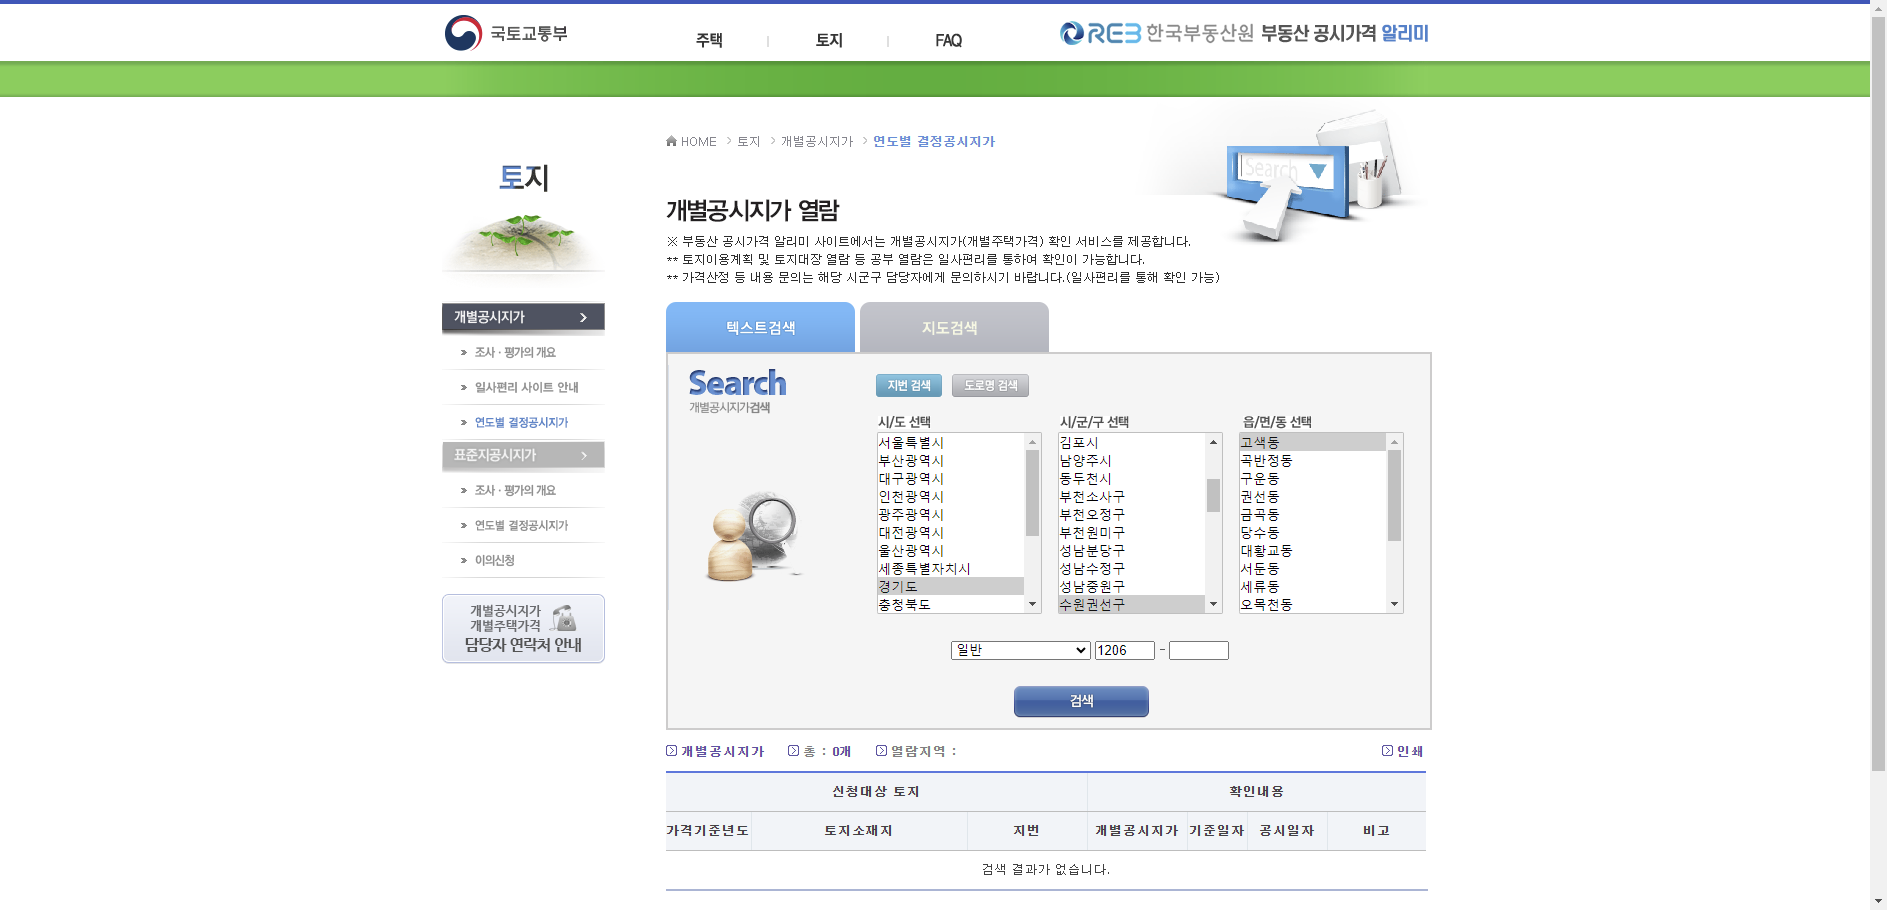 국토교통부
주택
토지
FAQ
REB 한국부동산원 부동산 공시가격 알리미
HOME > 토지 > 개별공시지가 > 연도별 결정공시지가
Search
토지
개별공시지가 열람
※ 부동산 공시가격 알리미 사이트에서는 개별공시지가(개별주택가격) 확인 서비스를 제공합니다.
** 토지이용계획 및 토지대장 열람 등 공부 열람은 일사편리를 통하여 확인이 가능합니다.
** 가격산정 등 내용 문의는 해당 시군구 담당자에게 문의하시기 바랍니다.(일사편리를 통해 확인 가능)
개별공시지가
조사 · 평가의 개요
일사편리 사이트 안내
연도별 결정공시지가
표준지공시지가
조사 · 평가의 개요
연도별 결정공시지가
이의신청
개별공시지가
개별주택가격
담당자 연락처 안내
텍스트검색
지도검색
Search
개별공시지가검색
지번 검색
도로명 검색
시/도 선택
서울특별시
부산광역시
대구광역시
인천광역시
광주광역시
대전광역시
울산광역시
세종특별자치시
경기도
충청북도
시/군/구 선택
김포시
남양주시
동두천시
부천소사구
부천오정구
부천원미구
성남분당구
성남수정구
성남중원구
수원권선구
읍/면/동 선택
고색동
곡반정동
구운동
권선동
금곡동
당수동
대황교동
서둔동
세류동
오목천동
일반 1206 -
검색
개별공시지가 총 : 0개 열람지역 :
인쇄
신청대상 토지 확인내용
가격기준년도 토지소재지 지번 개별공시지가 기준일자 공시일자 비고
검색 결과가 없습니다.